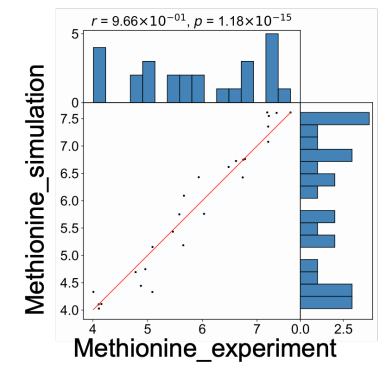 r = 9.66×10⁻⁰¹, p = 1.18×10⁻¹⁵
5
0
Methionine_simulation
7.5
7.0
6.5
6.0
5.5
5.0
4.5
4.0
4 5 6 7 0.0 2.5
Methionine_experiment